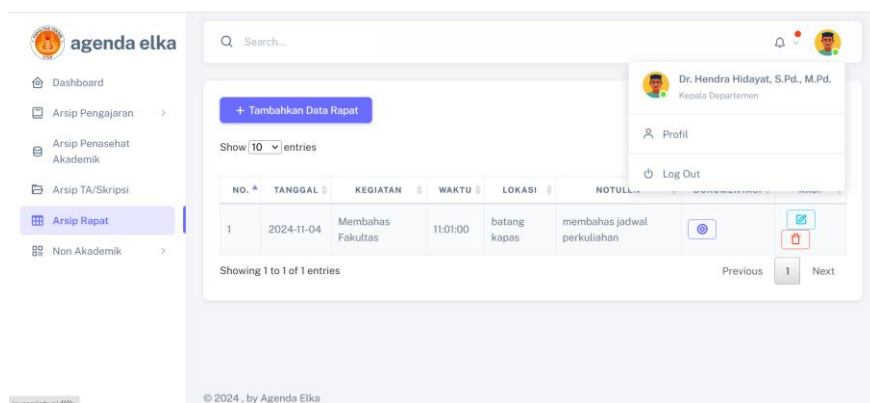 agenda elka
Search...
Dr. Hendra Hidayat, S.Pd., M.Pd.
Kepala Departemen
Profil
Log Out
Dashboard
Arsip Pengajaran
Arsip Penasehat
Akademik
Arsip TA/Skripsi
Arsip Rapat
Non Akademik
+ Tambahkan Data Rapat
Show 10 entries
NO. TANGGAL KEGIATAN WAKTU LOKASI
1 2024-11-04 Membahas Fakultas 11:01:00 batang kapas membahas jadwal perkuliahan
Showing 1 to 1 of 1 entries
Previous 1 Next
© 2024 , by Agenda Elka